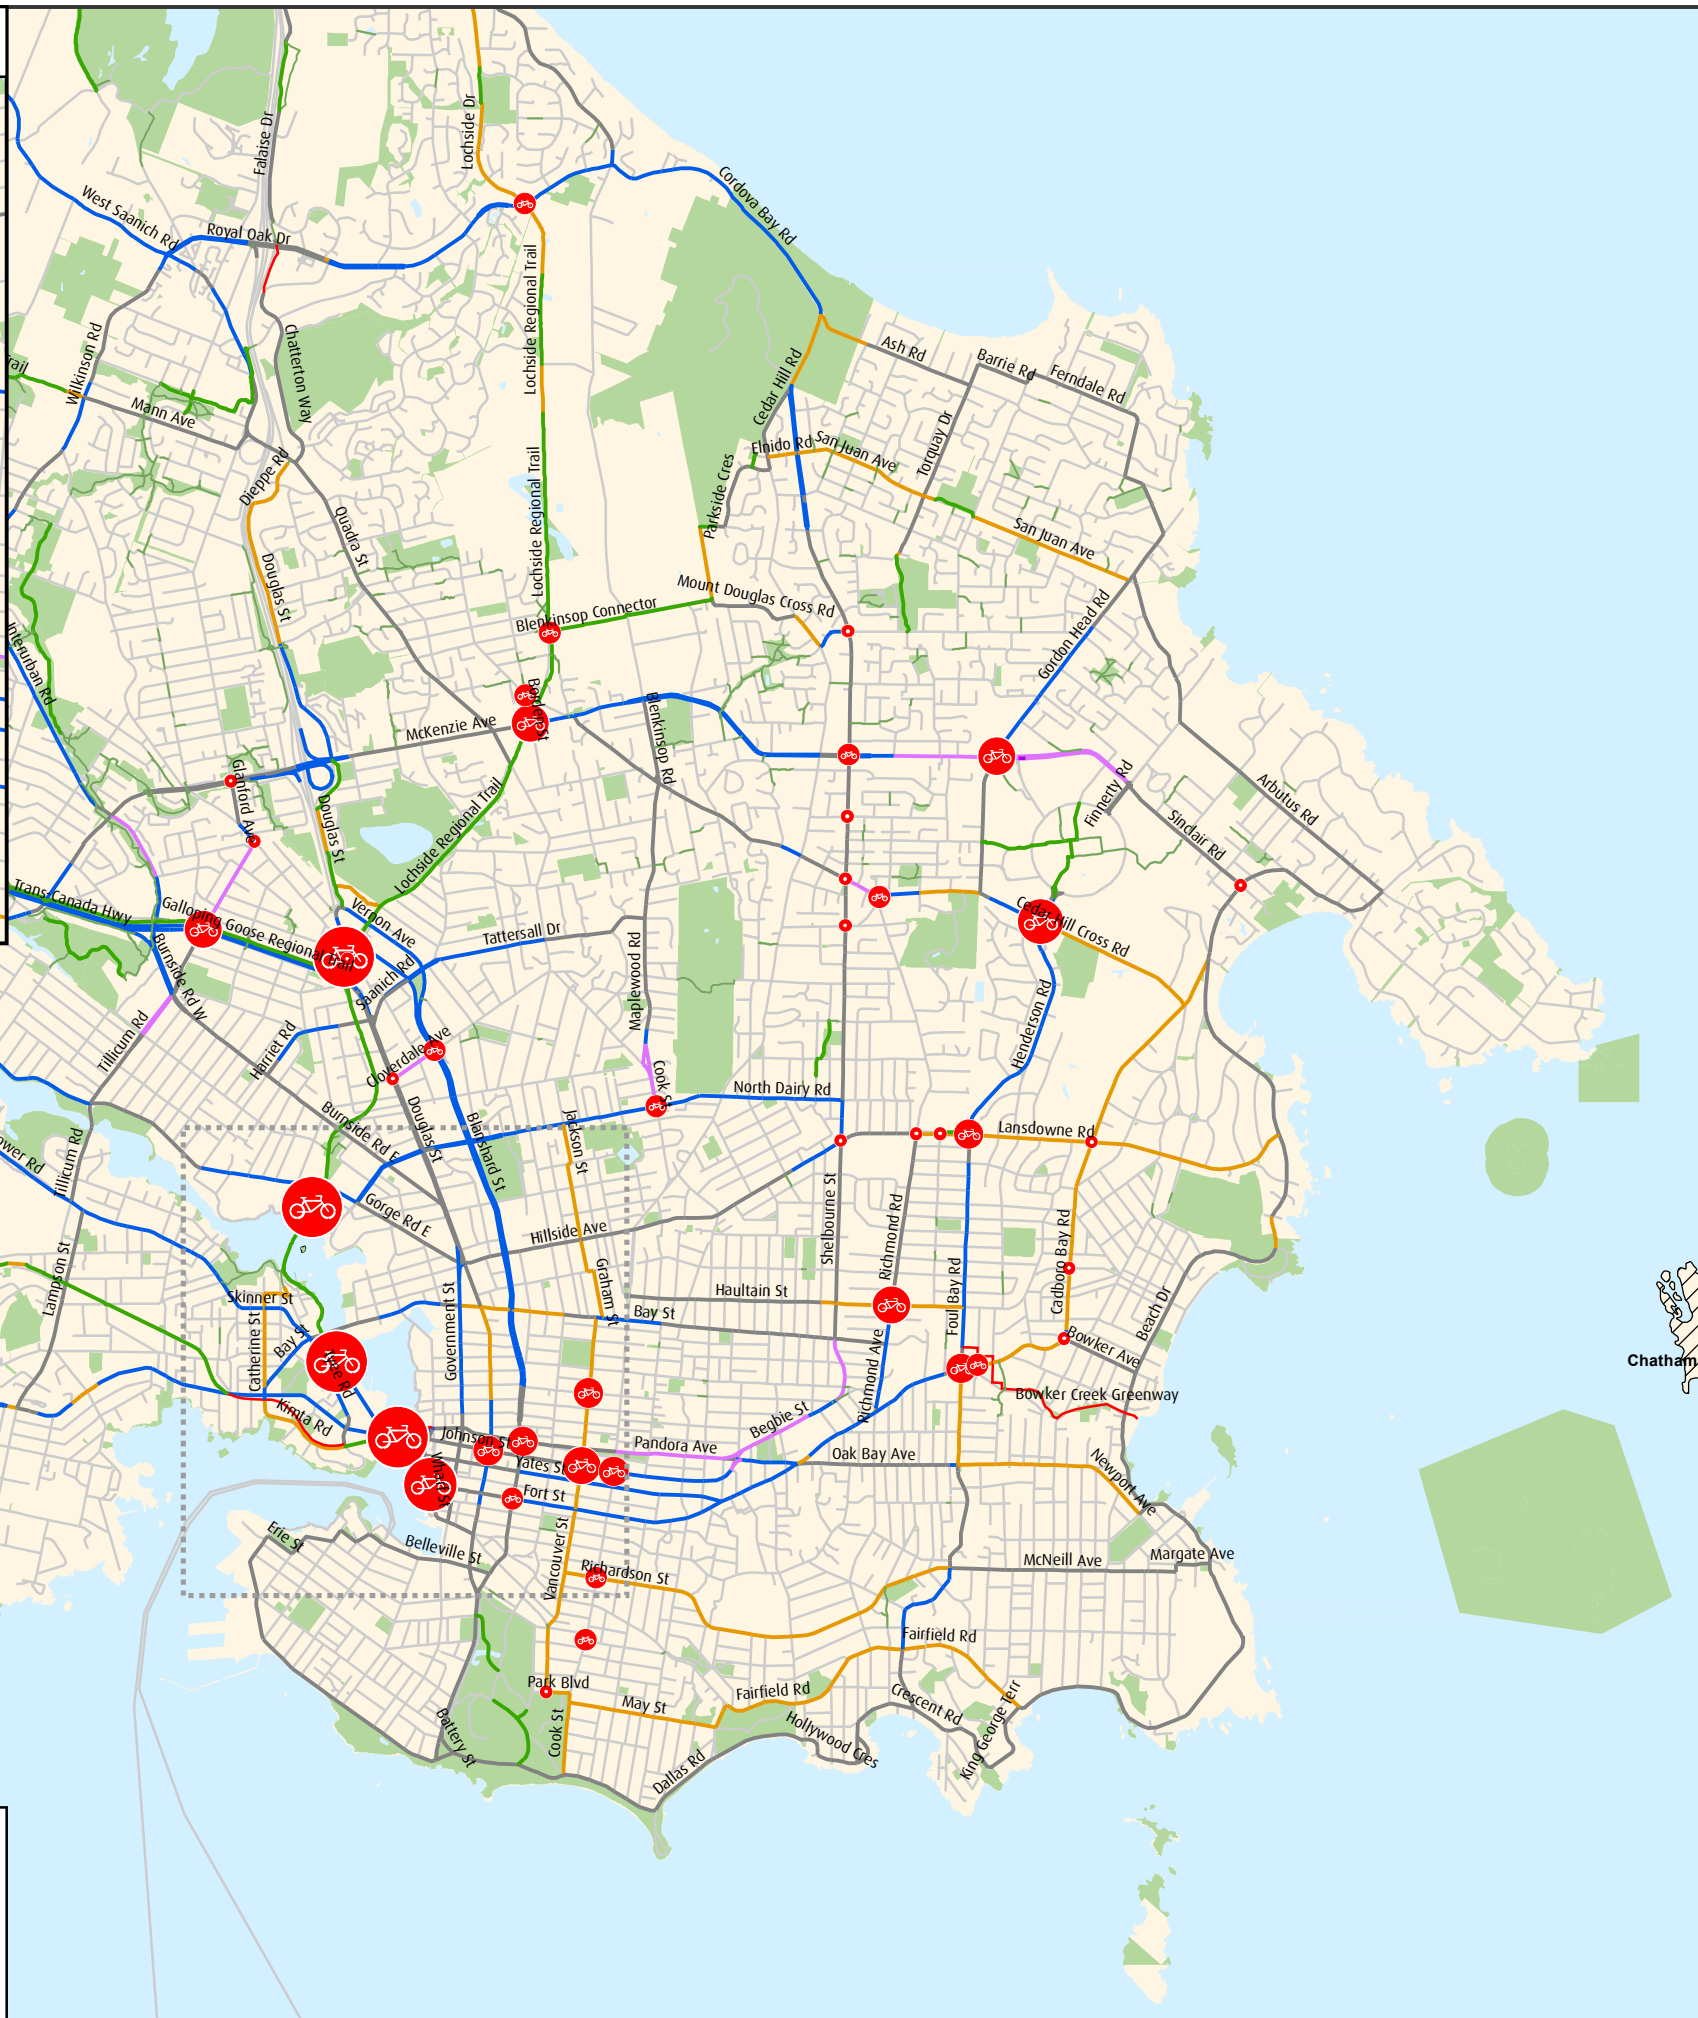 Lochside Dr
Falaise Dr
Cordova Bay Rd
West Saanich Rd
Royal Oak Dr
Lochside Regional Trail
Wilkinson Rd
Chatterton Way
Ash Rd
Barrie Rd
Ferndale Rd
Cedar Hill Rd
rail
Mann Ave
Torquay Dr
Elnido Rd
San Juan Ave
Dieppe Rd
Parkside Cres
Lochside Regional Trail
Quadra St
San Juan Ave
Douglas St
Mount Douglas Cross Rd
Blenkinsop Connector
Gordon Head Rd
Interurban Rd
Borden St
McKenzie Ave
Blenkinsop Rd
Glanford Ave
Finnerty Rd
Arbutus Rd
Douglas St
Sinclair Rd
Lochside Regional Trail
Trans-Canada Hwy
Galloping Goose Regional Trail
Vernon Ave
Cedar Hill Cross Rd
Tattersall Dr
Burnside Rd W
Saanich Rd
Maplewood Rd
Henderson Rd
Tillicum Rd
Harriet Rd
Cloverdale Ave
Cook St
North Dairy Rd
Burnside Rd E
Douglas St
Blanshard St
Jackson St
Lansdowne Rd
ower Rd
Tillicum Rd
Gorge Rd E
Hillside Ave
Shelbourne St
Richmond Rd
Foul Bay Rd
Cadboro Bay Rd
Lampson St
Graham St
Haultain St
Skinner St
Bay St
Government St
Beach Dr
Catherine St
Bay St
Bowker Ave
Tyee Rd
Richmond Ave
Chatham
Bowker Creek Greenway
Kimta Rd
Begbie St
Johnson St
Pandora Ave
Oak Bay Ave
Yates St
Wharf St
Newport Ave
Fort St
Erie St
Belleville St
Vancouver St
Richardson St
McNeill Ave
Margate Ave
Fairfield Rd
Park Blvd
May St
Fairfield Rd
Crescent Rd
King George Terr
Battery St
Cook St
Hollywood Cres
Dallas Rd